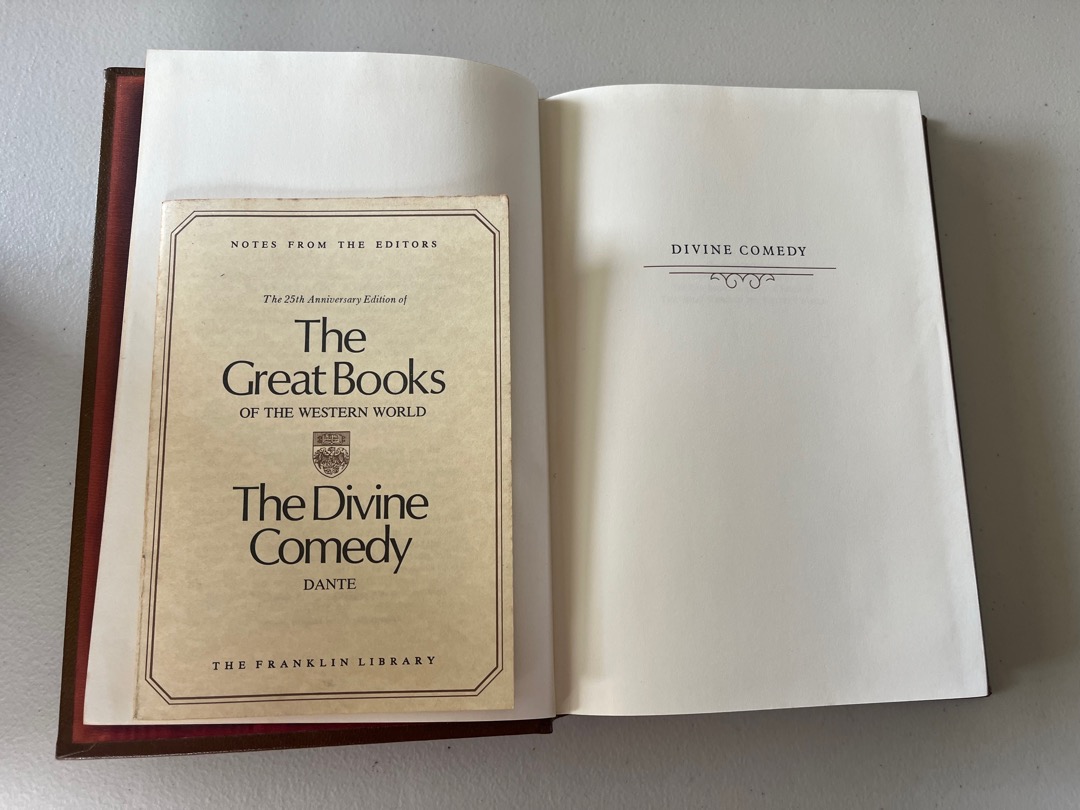 NOTES FROM THE EDITORS
The 25th Anniversary Edition of
The
Great Books
OF THE WESTERN WORLD
The Divine
Comedy
DANTE
THE FRANKLIN LIBRARY
DIVINE COMEDY